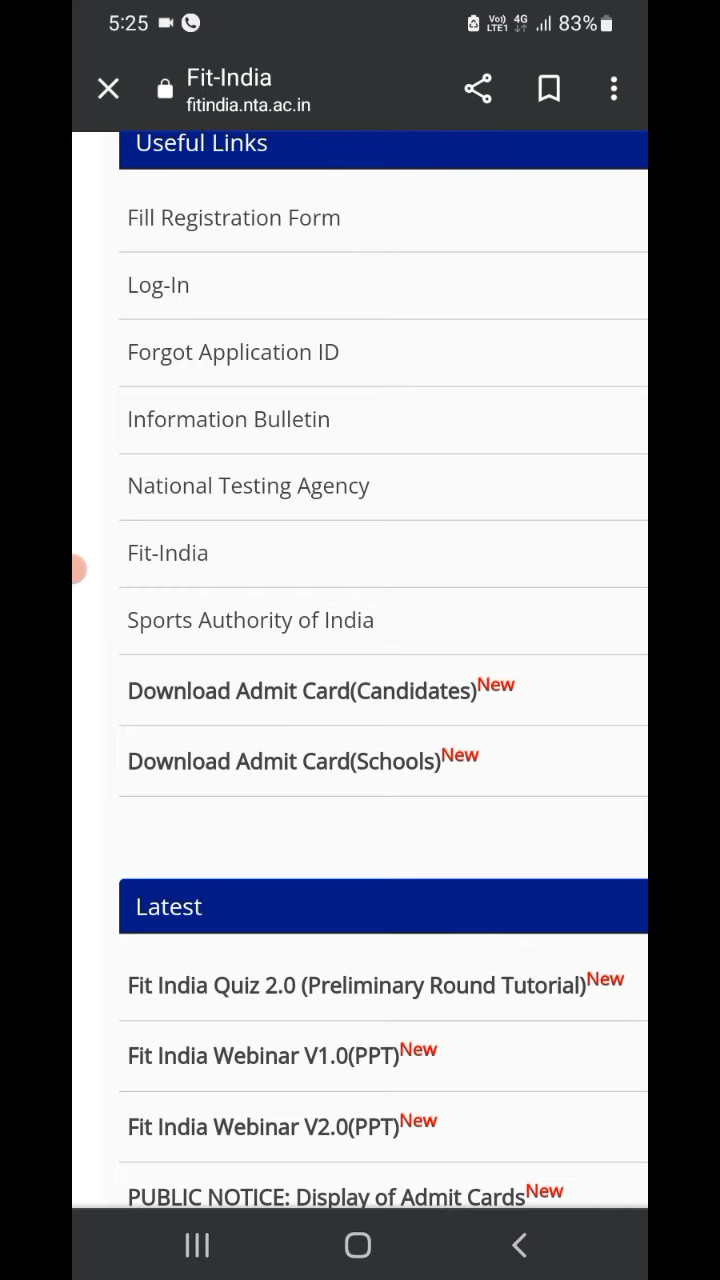 5:25
Vo) 4G
LTE1
83%
Fit-India
fitindia.nta.ac.in
Useful Links
Fill Registration Form
Log-In
Forgot Application ID
Information Bulletin
National Testing Agency
Fit-India
Sports Authority of India
Download Admit Card(Candidates)New
Download Admit Card(Schools)New
Latest
Fit India Quiz 2.0 (Preliminary Round Tutorial)New
Fit India Webinar V1.0(PPT)New
Fit India Webinar V2.0(PPT)New
PUBLIC NOTICE: Display of Admit CardsNew